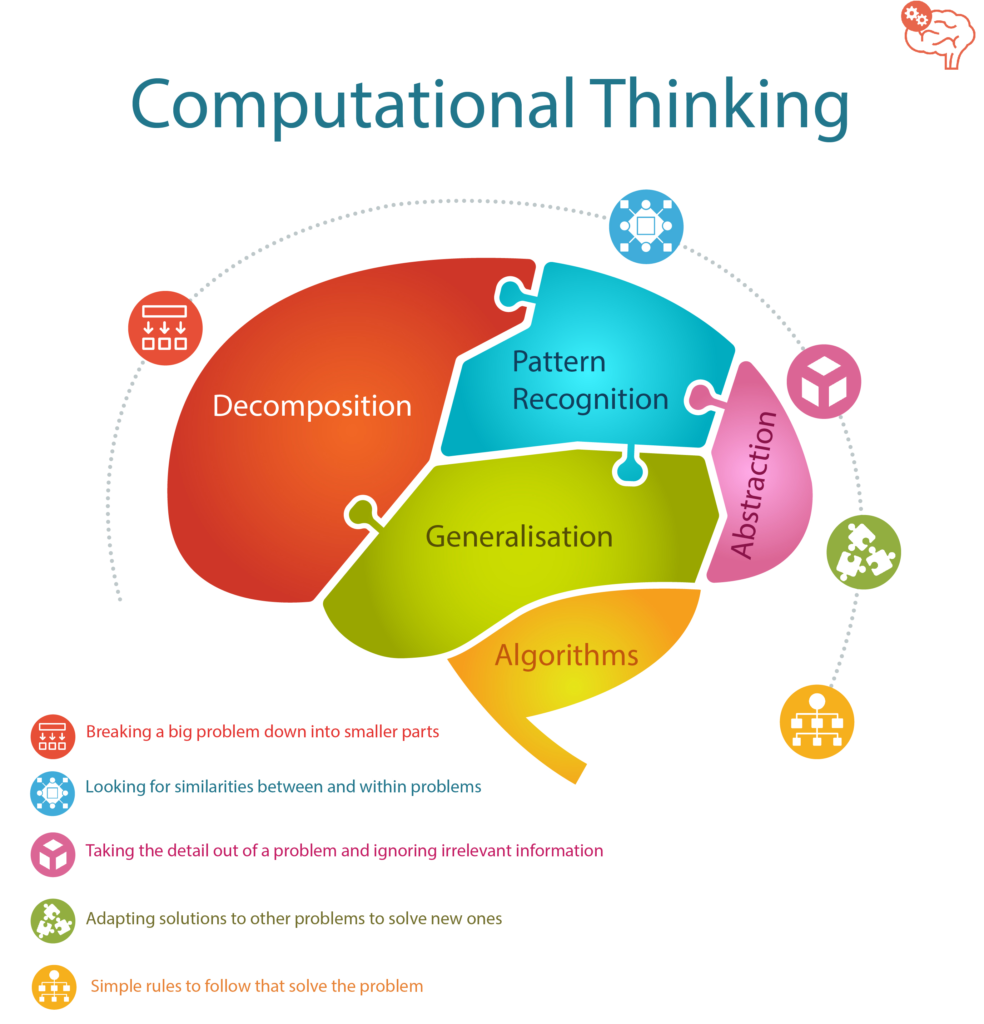 Computational Thinking
Decomposition
Pattern
Recognition
Abstraction
Generalisation
Algorithms
Breaking a big problem down into smaller parts
Looking for similarities between and within problems
Taking the detail out of a problem and ignoring irrelevant information
Adapting solutions to other problems to solve new ones
Simple rules to follow that solve the problem